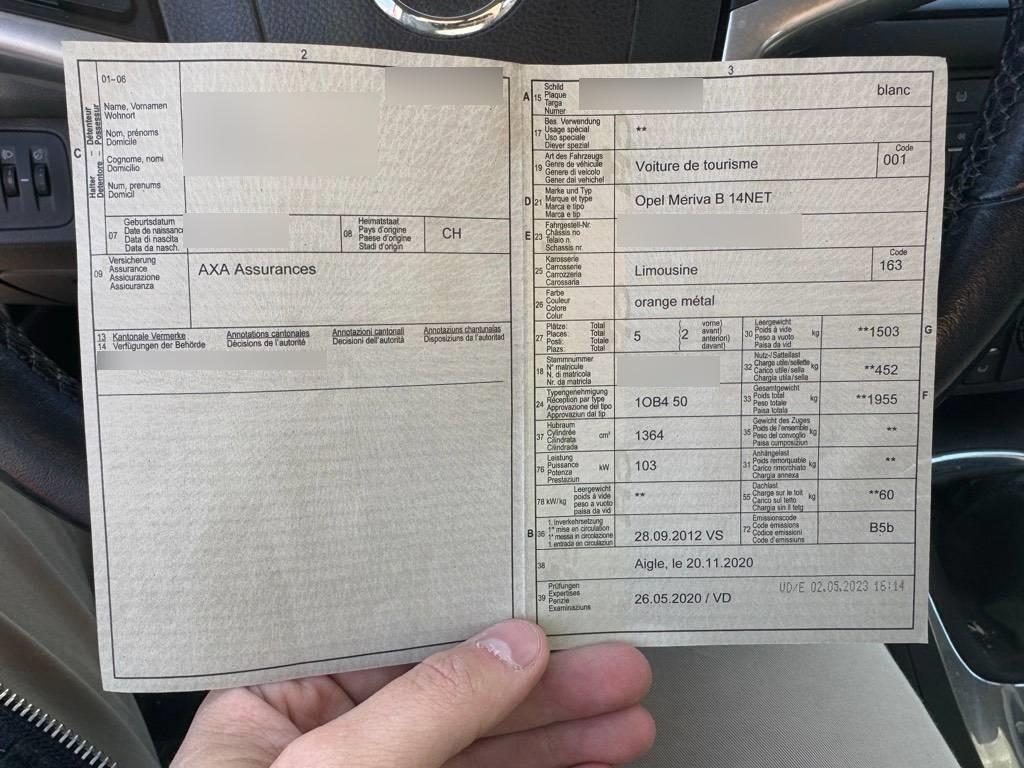 2
01–06
C
Halter – Détenteur
Detentore – Possessur
Name, Vornamen
Wohnort
Nom, prénoms
Domicile
Cognome, nomi
Domicilio
Num, prenums
Domicil
07
Geburtsdatum
Date de naissance
Data di nascita
Data da nasch.
08
Heimatstaat
Pays d'origine
Paese d'origine
Stadi d'origin
CH
09
Versicherung
Assurance
Assicurazione
Assicuranza
AXA Assurances
13 Kantonale Vermerke Annotations cantonales Annotazioni cantonali Annotaziuns chantunalas
14 Verfügungen der Behörde Décisions de l'autorité Decisioni dell'autorità Disposiziuns da l'autoritad
3
A
15
Schild
Plaque
Targa
Numer
blanc
17
Bes. Verwendung
Usage spécial
Uso speciale
Diever spezial
**
19
Art des Fahrzeugs
Genre de véhicule
Genere di veicolo
Gener dal vehichel
Voiture de tourisme
Code
001
D
21
Marke und Typ
Marque et type
Marca e tipo
Marca e tip
Opel Meriva B 14NET
E
23
Fahrgestell-Nr.
Châssis no
Telaio n.
Schassis nr.
25
Karosserie
Carrosserie
Carrozzeria
Carossaria
Limousine
Code
163
26
Farbe
Couleur
Colore
Colur
orange métal
27
Plätze: Total
Places: Total
Posti: Totale
Plazs: Total
5
(2
vorne)
avant)
anteriori)
davant)
30
Leergewicht
Poids à vide
Peso a vuoto
Paisa da vid
kg
**1503
G
18
Stammnummer
N° matricule
N. di matricola
Nr. da matricla
32
Nutz-/Sattellast
Charge utile/sellette
Carico utile/sella
Chargia utila/sella
kg
**452
24
Typengenehmigung
Réception par type
Approvazione del tipo
Approvaziun dal tip
1OB4 50
33
Gesamtgewicht
Poids total
Peso totale
Paisa totala
kg
**1955
F
37
Hubraum
Cylindrée
Cilindrata
Cilindrada
cm³
1364
35
Gewicht des Zuges
Poids de l'ensemble
Peso del convoglio
Paisa cumposiziun
kg
**
76
Leistung
Puissance
Potenza
Prestaziun
kW
103
31
Anhängelast
Poids remorquable
Carico rimorchiato
Chargia annexa
kg
**
78 kW/kg
Leergewicht
poids à vide
peso a vuoto
paisa da vid
**
55
Dachlast
Charge sur le toit
Carico sul tetto
Chargia sin il tetg
kg
**60
B
36
1. Inverkehrsetzung
1re mise en circulation
1a messa in circolazione
1. entrada en circulaziun
28.09.2012 VS
72
Emissionscode
Code émissions
Codice emissioni
Code d'emissiuns
B5b
38
Aigle, le 20.11.2020
39
Prüfungen
Expertises
Perizie
Examinaziuns
26.05.2020 / VD
VD/E 02.05.2023 16:14